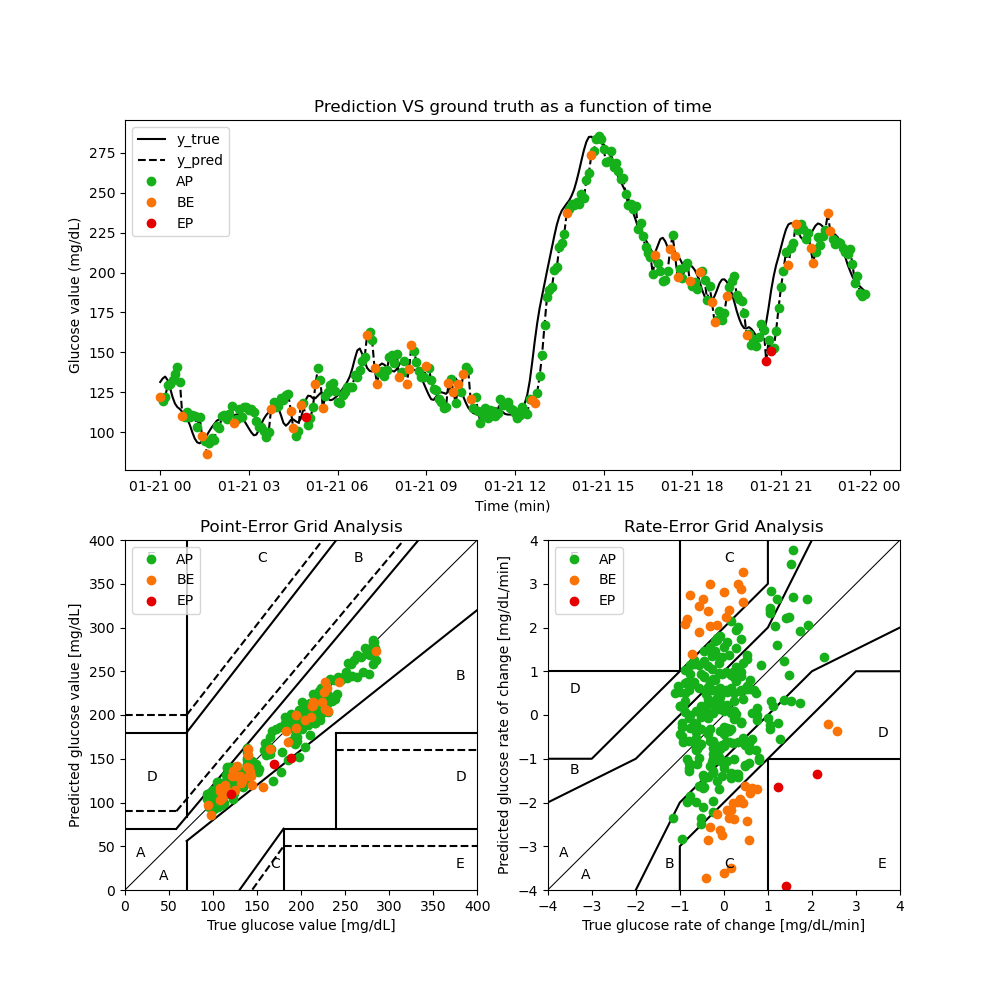 Prediction VS ground truth as a function of time
Glucose value (mg/dL)
275
250
225
200
175
150
125
100
y_true
y_pred
AP
BE
EP
01-21 00 01-21 03 01-21 06 01-21 09 01-21 12 01-21 15 01-21 18 01-21 21 01-22 00
Time (min)
Point-Error Grid Analysis
Predicted glucose value [mg/dL]
400
350
300
250
200
150
100
50
0
AP
BE
EP
C
B
B
D
D
A
A
C
E
0 50 100 150 200 250 300 350 400
True glucose value [mg/dL]
Rate-Error Grid Analysis
Predicted glucose rate of change [mg/dL/min]
4
3
2
1
0
−1
−2
−3
−4
AP
BE
EP
C
D
D
B
A
A
B
C
E
−4 −3 −2 −1 0 1 2 3 4
True glucose rate of change [mg/dL/min]